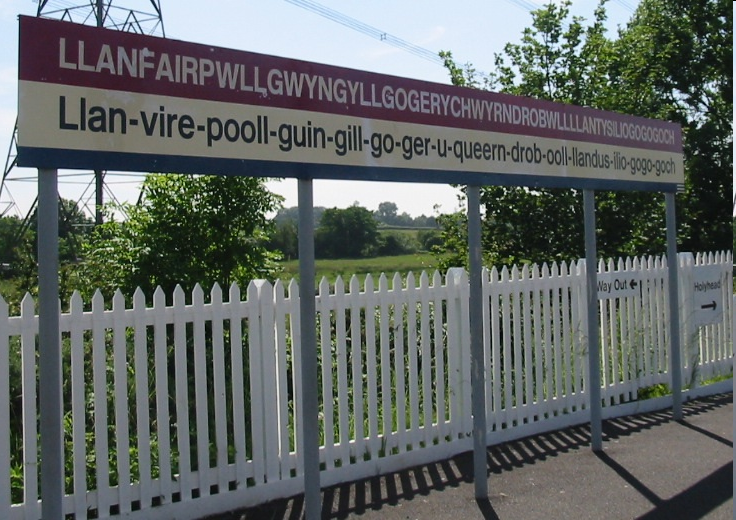 LLANFAIRPWLLGWYNGYLLGOGERYCHWYRNDROBWLLLLANTYSILIOGOGOGOCH
Llan-vire-pooll-guin-gill-go-ger-u-queern-drob-ooll-llandus-ilio-gogo-goch
Way Out ←
Holyhead
→